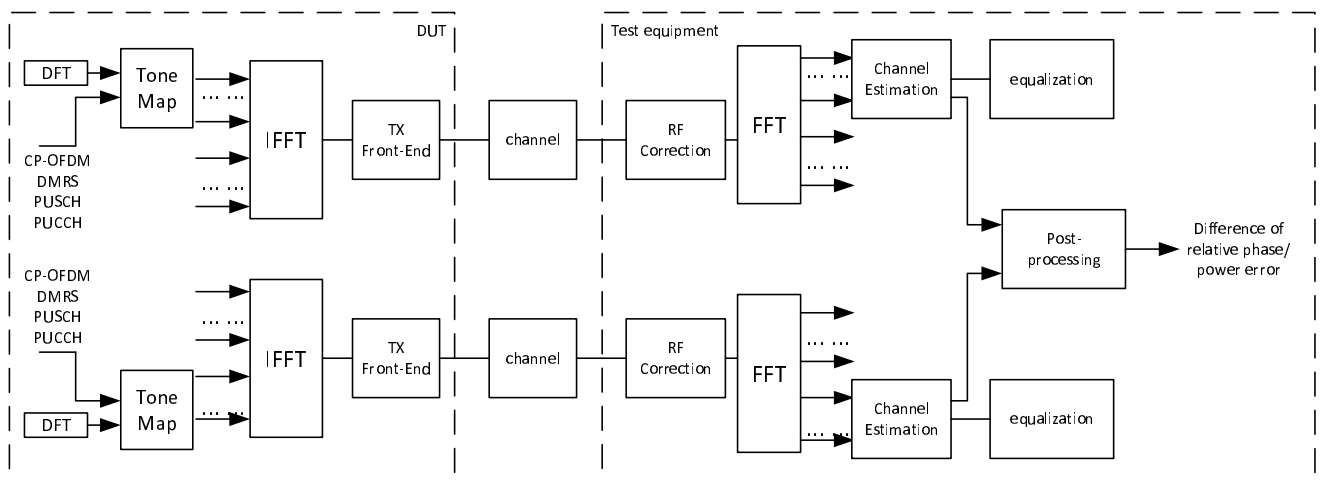 DUT
Test equipment
DFT
Tone
Map
... ...
... ...
CP-OFDM
DMRS
PUSCH
PUCCH
IFFT
TX
Front-End
channel
RF
Correction
FFT
... ...
... ...
Channel
Estimation
equalization
Post-
processing
Difference of
relative phase/
power error
CP-OFDM
DMRS
PUSCH
PUCCH
DFT
Tone
Map
... ...
... ...
IFFT
TX
Front-End
channel
RF
Correction
FFT
... ...
... ...
Channel
Estimation
equalization